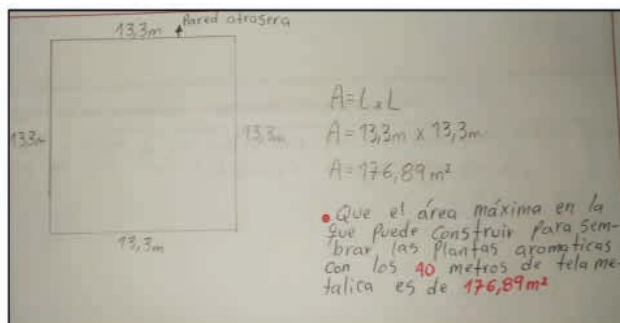 Pared atrasera
13,3m
13,3m
13,3m
13,3m
A = L x L
A = 13,3m x 13,3m
A = 176,89 m²
• Que el área máxima en la
que puede construir para sem-
brar las plantas aromaticas
con los 40 metros de tela me-
talica es de 176,89m²